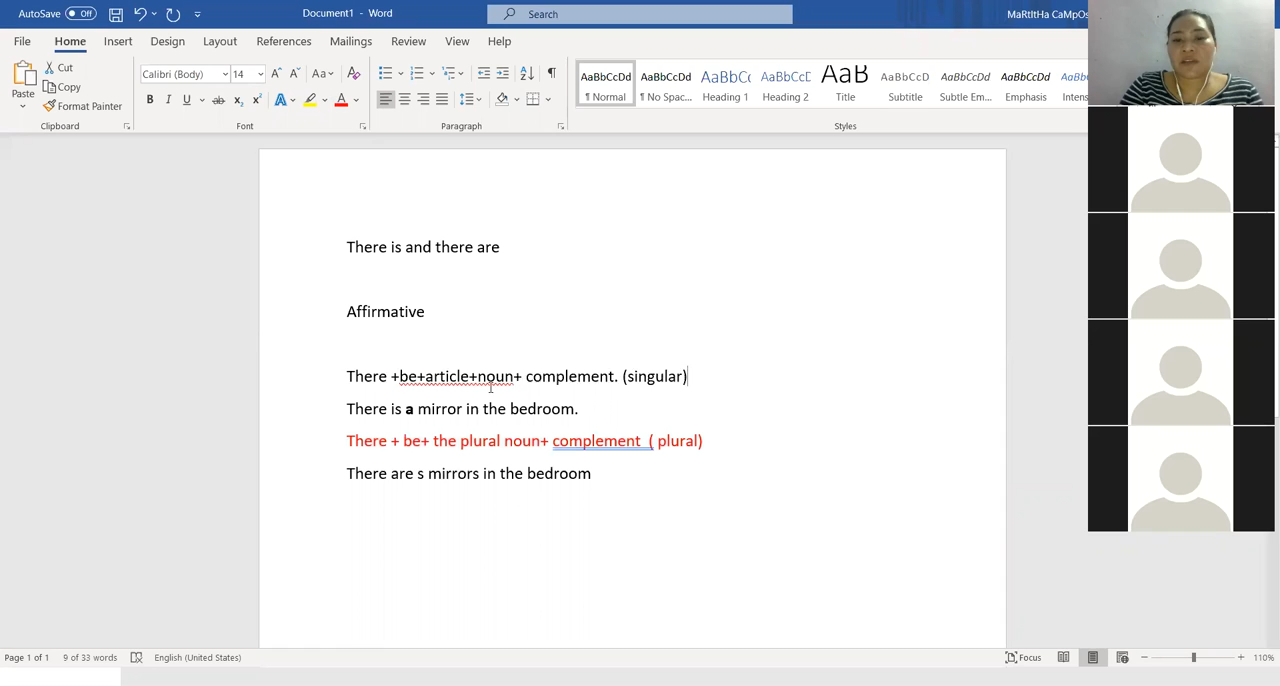 AutoSave Off Document1 - Word Search MaRtItHa CaMpOs
File Home Insert Design Layout References Mailings Review View Help
Paste Cut Copy Format Painter
Calibri (Body) 14
AaBbCcDd AaBbCcDd AaBbCc AaBbCcE AaB AaBbCcD AaBbCcDd AaBbCcDd AaBb
¶ Normal ¶ No Spac... Heading 1 Heading 2 Title Subtitle Subtle Em... Emphasis Intens
Clipboard Font Paragraph Styles
There is and there are
Affirmative
There +be+article+noun+ complement. (singular)
There is a mirror in the bedroom.
There + be+ the plural noun+ complement ( plural)
There are s mirrors in the bedroom
Page 1 of 1 9 of 33 words English (United States) Focus 110%